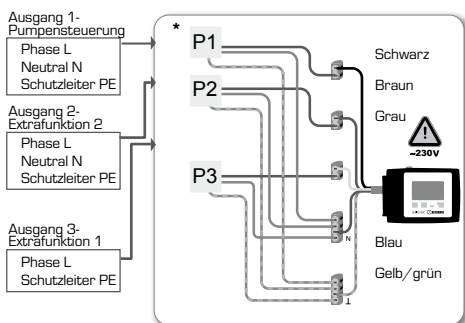 Ausgang 1-
Pumpensteuerung
Phase L
Neutral N
Schutzleiter PE
Ausgang 2-
Extrafunktion 2
Phase L
Neutral N
Schutzleiter PE
Ausgang 3-
Extrafunktion 1
Phase L
Schutzleiter PE
*
P1
P2
P3
N
Schwarz
Braun
Grau
~230V
Blau
Gelb/grün